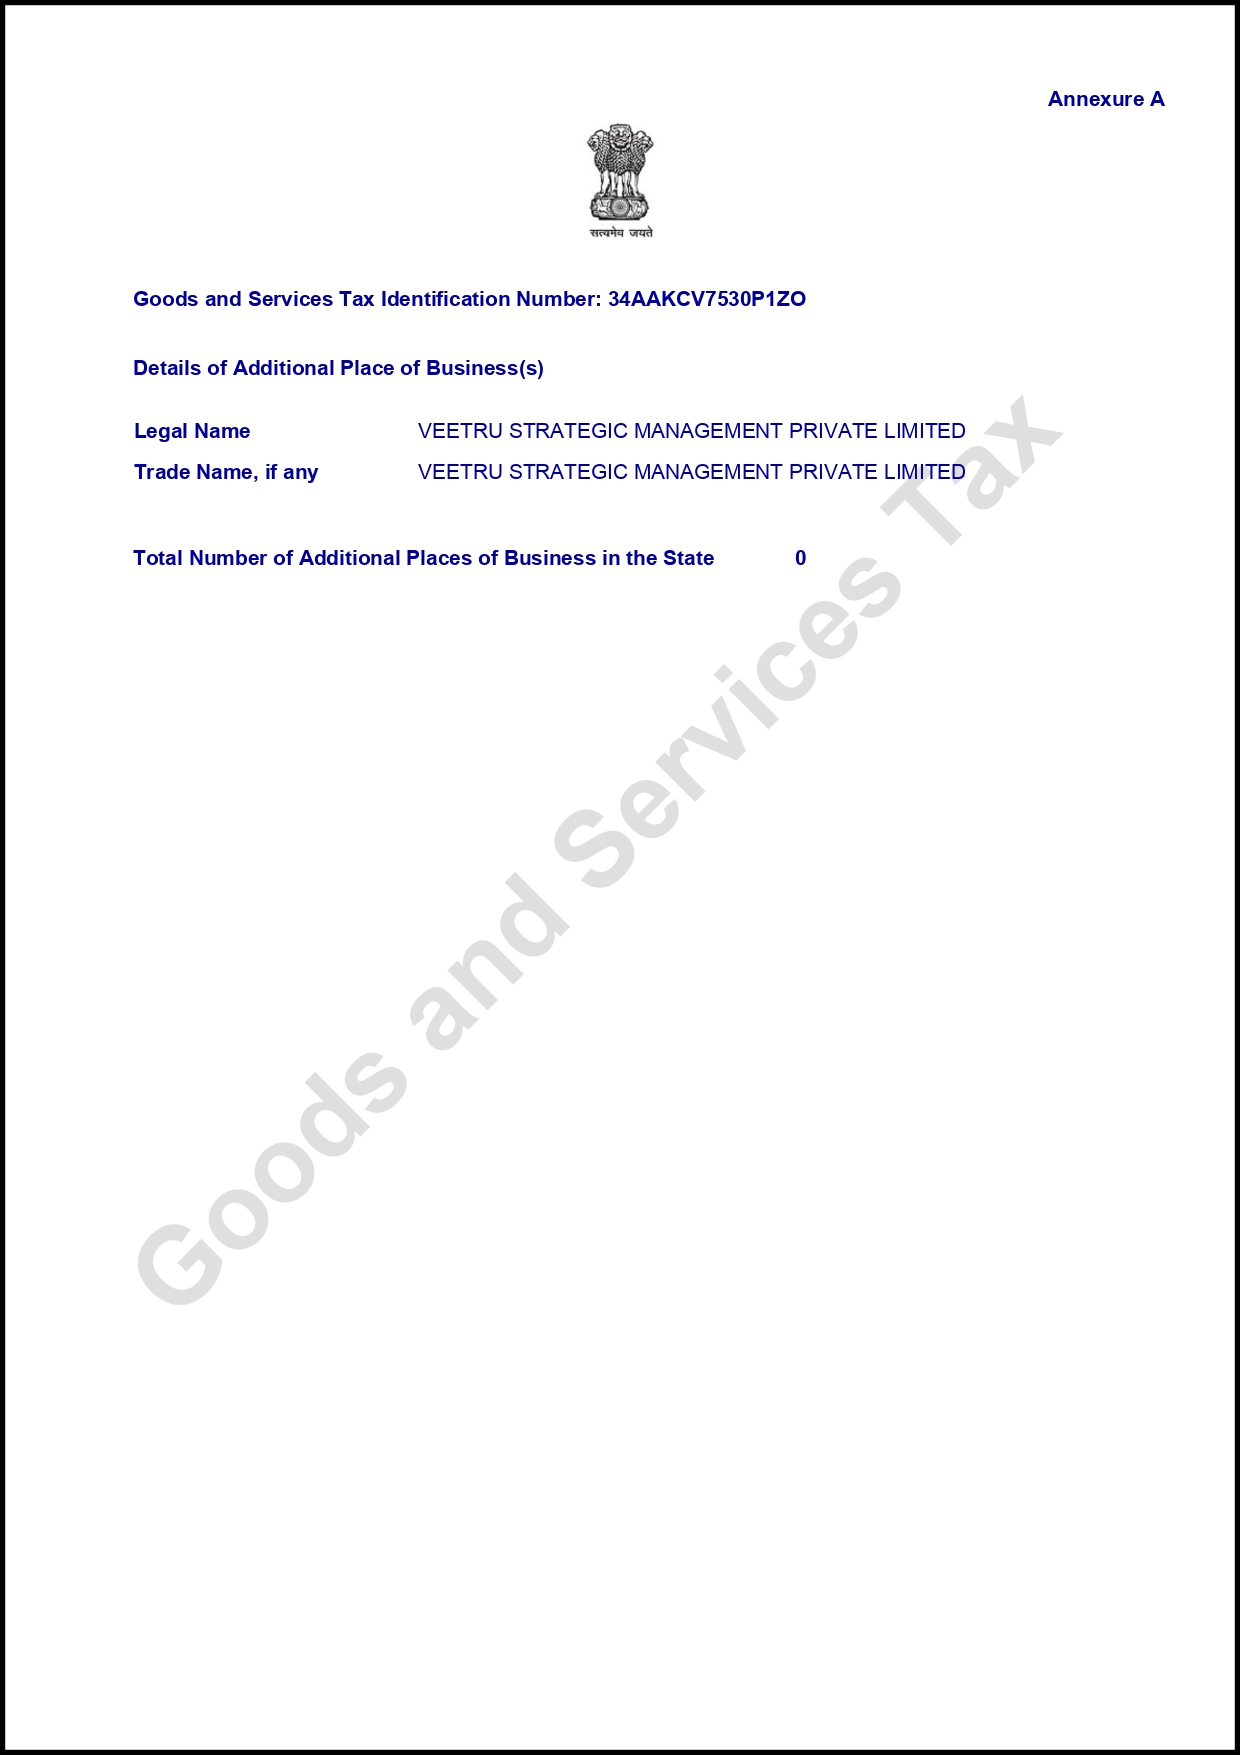 Annexure A
सत्यमेव जयते
Goods and Services Tax Identification Number: 34AAKCV7530P1ZO
Details of Additional Place of Business(s)
Legal Name VEETRU STRATEGIC MANAGEMENT PRIVATE LIMITED
Trade Name, if any VEETRU STRATEGIC MANAGEMENT PRIVATE LIMITED
Total Number of Additional Places of Business in the State 0
Goods and Services Tax